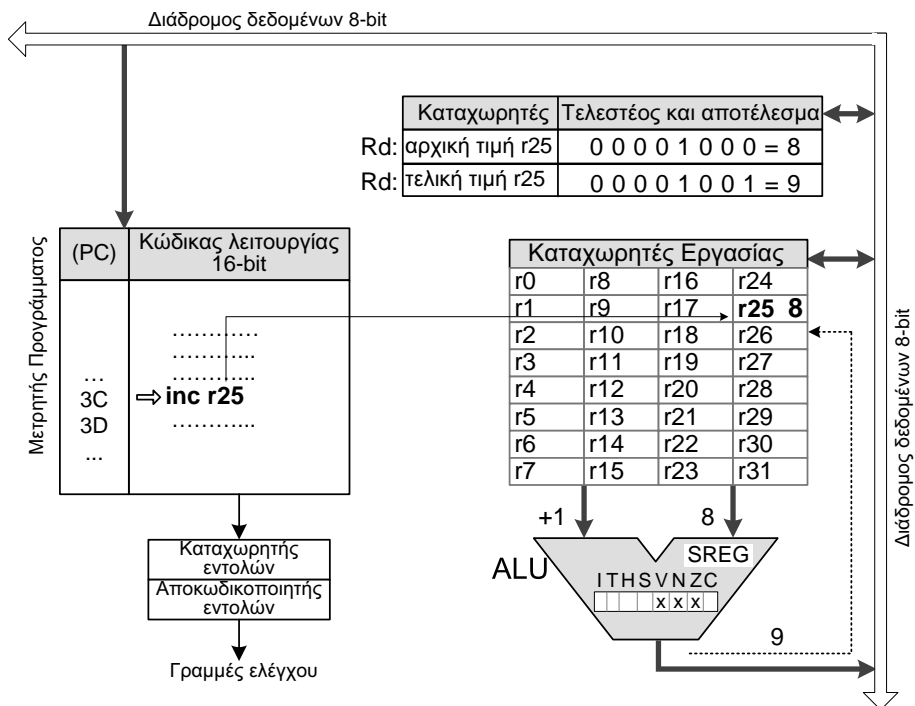 Διάδρομος δεδομένων 8-bit
Καταχωρητές Τελεστέος και αποτέλεσμα
Rd: αρχική τιμή r25 0 0 0 0 1 0 0 0 = 8
Rd: τελική τιμή r25 0 0 0 0 1 0 0 1 = 9
Μετρητής Προγράμματος
(PC) Κώδικας λειτουργίας
16-bit
…………
………...
………...
...
3C ⇨ inc r25
3D ………...
...
Καταχωρητής
εντολών
Αποκωδικοποιητής
εντολών
Γραμμές ελέγχου
Καταχωρητές Εργασίας
r0 r8 r16 r24
r1 r9 r17 r25 8
r2 r10 r18 r26
r3 r11 r19 r27
r4 r12 r20 r28
r5 r13 r21 r29
r6 r14 r22 r30
r7 r15 r23 r31
+1 8
ALU SREG
I T H S V N Z C
x x x
9
Διάδρομος δεδομένων 8-bit